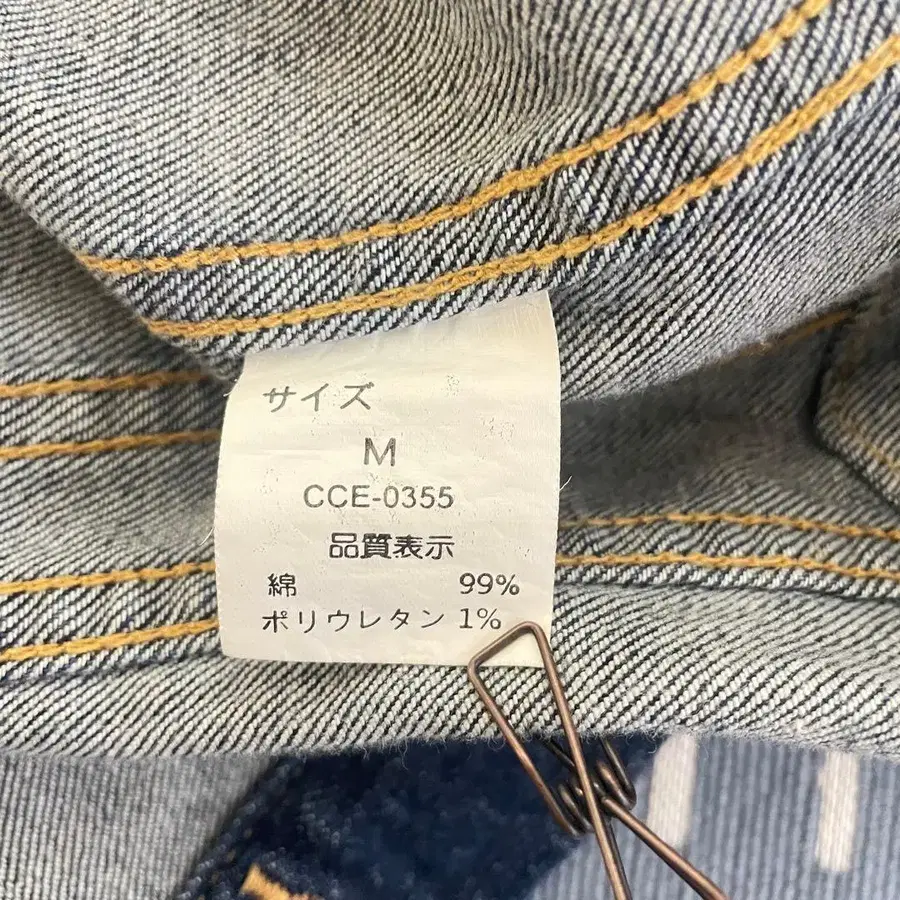 サイズ
M
CCE-0355
品質表示
綿 99%
ポリウレタン 1%